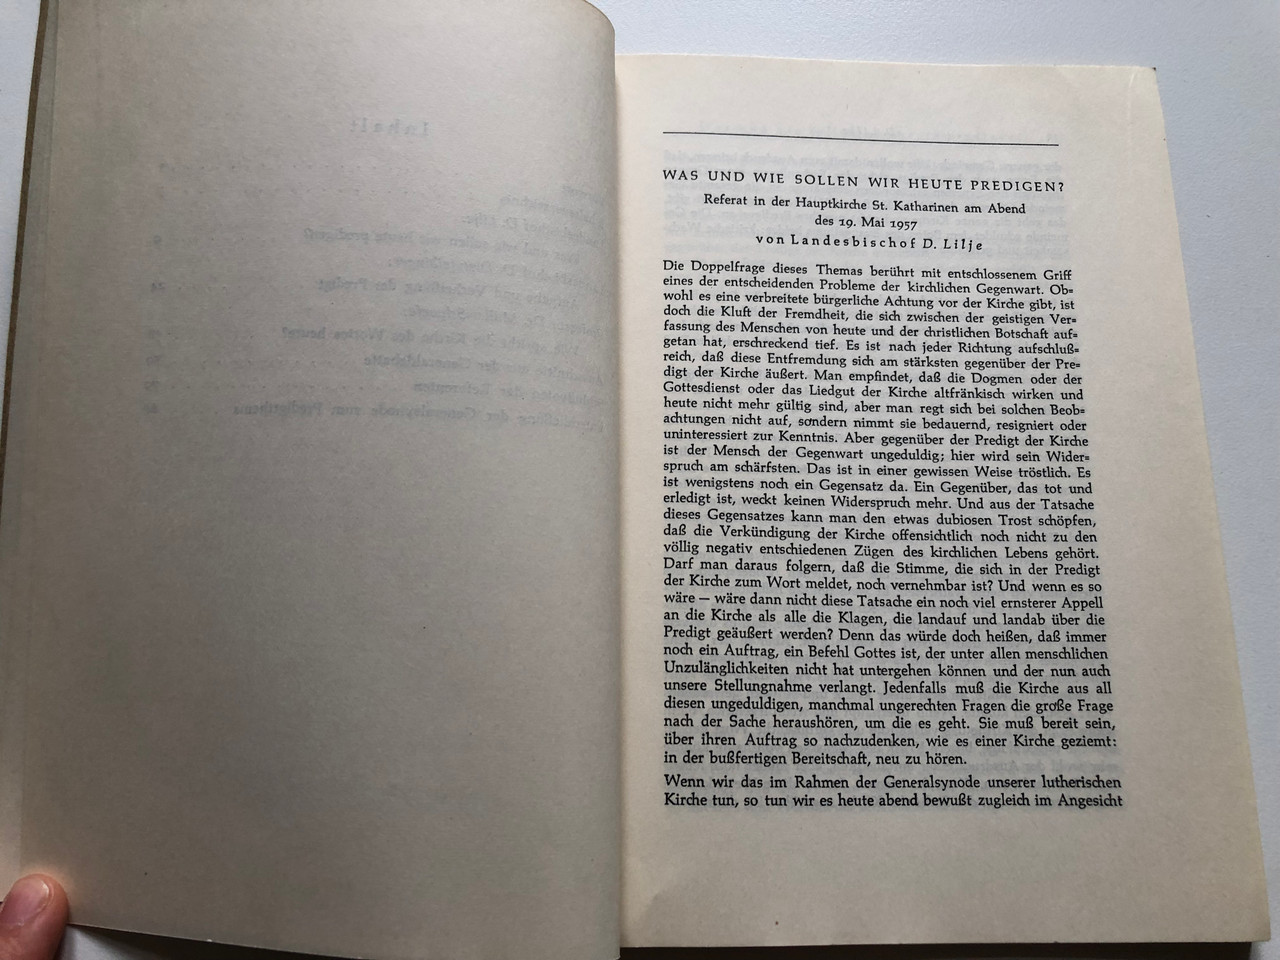 Inhalt
WAS UND WIE SOLLEN WIR HEUTE PREDIGEN?
Referat in der Hauptkirche St. Katharinen am Abend
des 19. Mai 1957
von Landesbischof D. Lilje
Die Doppelfrage dieses Themas berührt mit entschlossenem Griff
eines der entscheidenden Probleme der kirchlichen Gegenwart. Ob=
wohl es eine verbreitete bürgerliche Achtung vor der Kirche gibt, ist
doch die Kluft der Fremdheit, die sich zwischen der geistigen Ver=
fassung des Menschen von heute und der christlichen Botschaft auf=
getan hat, erschreckend tief. Es ist nach jeder Richtung aufschluß=
reich, daß diese Entfremdung sich am stärksten gegenüber der Pre=
digt der Kirche äußert. Man empfindet, daß die Dogmen oder der
Gottesdienst oder das Liedgut der Kirche altfränkisch wirken und
heute nicht mehr gültig sind, aber man regt sich bei solchen Beob=
achtungen nicht auf, sondern nimmt sie bedauernd, resigniert oder
uninteressiert zur Kenntnis. Aber gegenüber der Predigt der Kirche
ist der Mensch der Gegenwart ungeduldig; hier wird sein Wider=
spruch am schärfsten. Das ist in einer gewissen Weise tröstlich. Es
ist wenigstens noch ein Gegensatz da. Ein Gegenüber, das tot und
erledigt ist, weckt keinen Widerspruch mehr. Und aus der Tatsache
dieses Gegensatzes kann man den etwas dubiosen Trost schöpfen,
daß die Verkündigung der Kirche offensichtlich noch nicht zu den
völlig negativ entschiedenen Zügen des kirchlichen Lebens gehört.
Darf man daraus folgern, daß die Stimme, die sich in der Predigt
der Kirche zum Wort meldet, noch vernehmbar ist? Und wenn es so
wäre — wäre dann nicht diese Tatsache ein noch viel ernsterer Appell
an die Kirche als alle die Klagen, die landauf und landab über die
Predigt geäußert werden? Denn das würde doch heißen, daß immer
noch ein Auftrag, ein Befehl Gottes ist, der unter allen menschlichen
Unzulänglichkeiten nicht hat untergehen können und der nun auch
unsere Stellungnahme verlangt. Jedenfalls muß die Kirche aus all
diesen ungeduldigen, manchmal ungerechten Fragen die große Frage
nach der Sache heraushören, um die es geht. Sie muß bereit sein,
über ihren Auftrag so nachzudenken, wie es einer Kirche geziemt:
in der bußfertigen Bereitschaft, neu zu hören.
Wenn wir das im Rahmen der Generalsynode unserer lutherischen
Kirche tun, so tun wir es heute abend bewußt zugleich im Angesicht